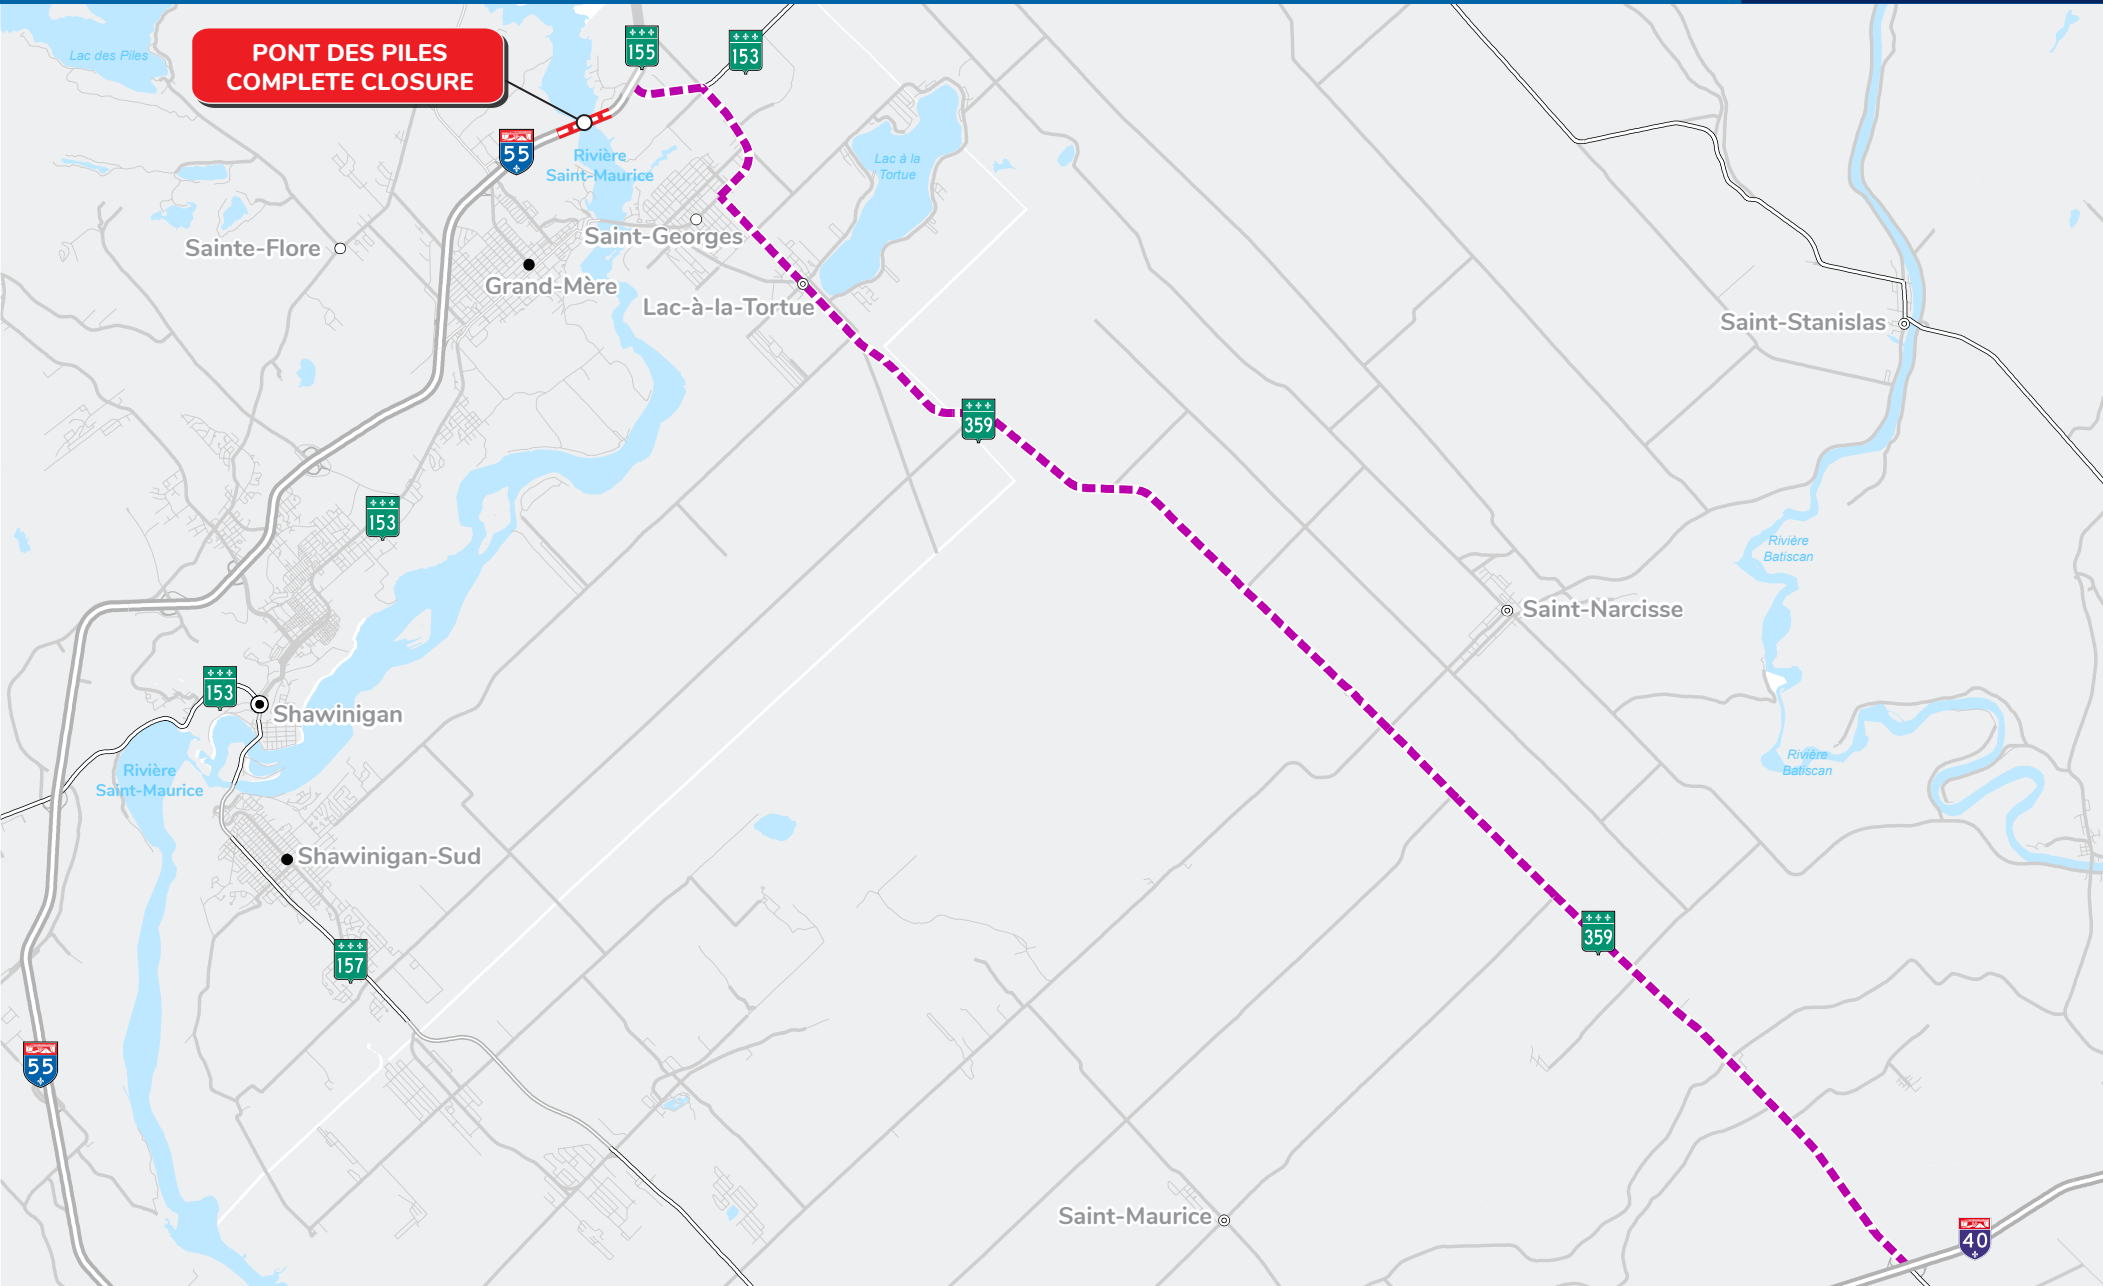 Lac des Piles
PONT DES PILES
COMPLETE CLOSURE
155
153
55
Rivière
Saint-Maurice
Lac à la
Tortue
Sainte-Flore
Saint-Georges
Grand-Mère
Lac-à-la-Tortue
Saint-Stanislas
359
153
Rivière
Batiscan
Saint-Narcisse
153
Shawinigan
Rivière
Saint-Maurice
Rivière
Batiscan
Shawinigan-Sud
359
157
55
Saint-Maurice
40